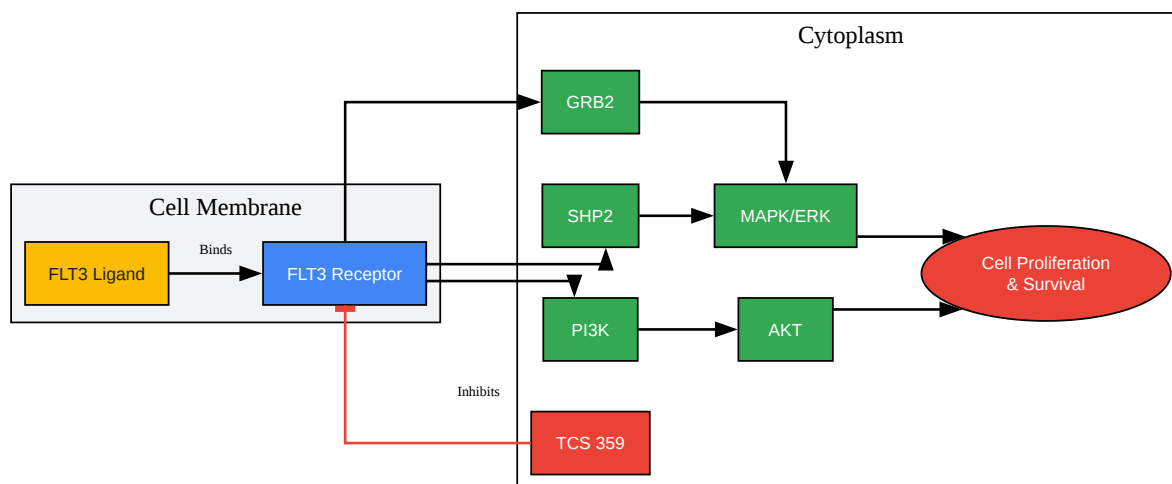 Cytoplasm
GRB2
Cell Membrane
SHP2
MAPK/ERK
Binds
FLT3 Ligand
FLT3 Receptor
Cell Proliferation
& Survival
PI3K
AKT
Inhibits
TCS 359